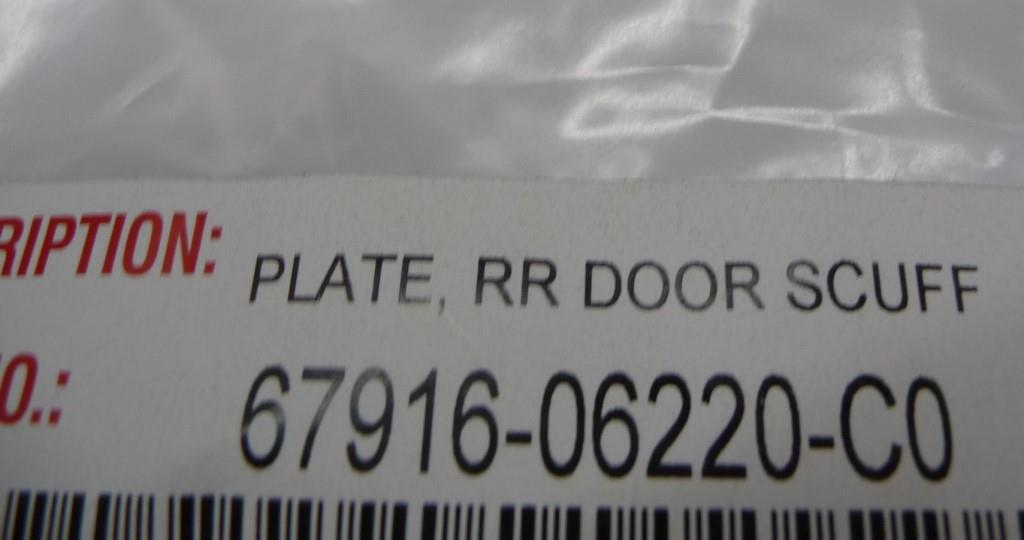 RIPTION: PLATE, RR DOOR SCUFF
O.: 67916-06220-C0